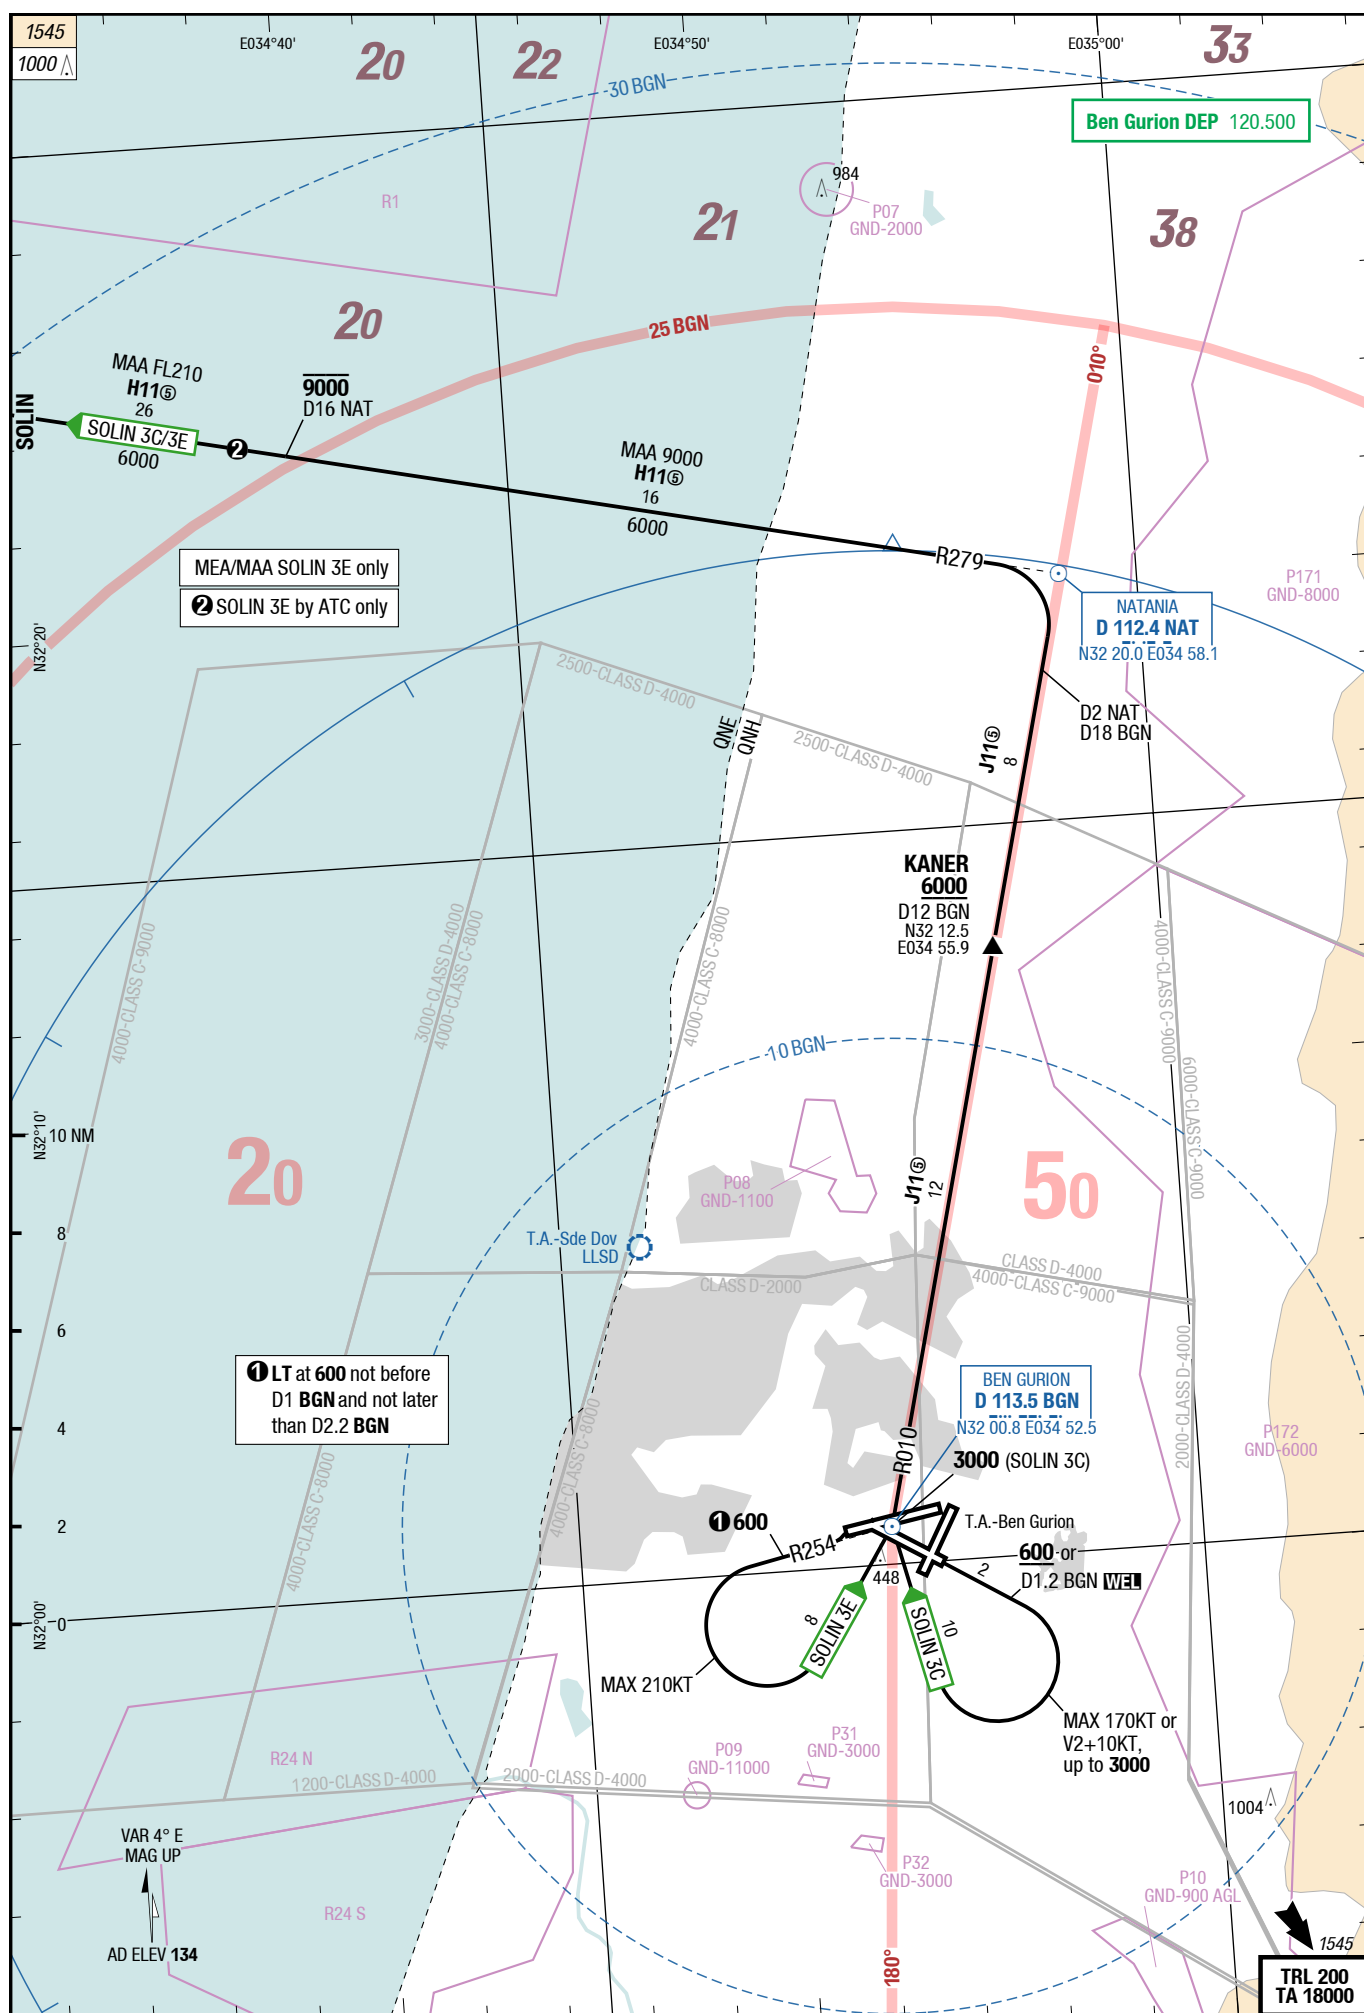 1545
1000
E034°40'
E034°50'
E035°00'
20
22
33
30 BGN
Ben Gurion DEP 120.500
R1
984
P07
GND-2000
21
38
20
25 BGN
010°
SOLIN
MAA FL210
H11⑤
26
SOLIN 3C/3E
6000
9000
D16 NAT
2
MAA 9000
H11⑤
16
6000
R279
MEA/MAA SOLIN 3E only
2 SOLIN 3E by ATC only
P171
GND-8000
NATANIA
D 112.4 NAT
N32 20.0 E034 58.1
N32°20'
2500-CLASS D-4000
QNE
QNH
2500-CLASS D-4000
D2 NAT
D18 BGN
J11⑤
8
KANER
6000
D12 BGN
N32 12.5
E034 55.9
4000-CLASS C-9000
3000-CLASS D-4000
4000-CLASS C-8000
4000-CLASS C-8000
4000-CLASS C-9000
6000-CLASS C-9000
10 BGN
N32°10'
10 NM
20
50
P08
GND-1100
J11⑤
12
8
T.A.-Sde Dov
LLSD
CLASS D-2000
CLASS D-4000
4000-CLASS C-9000
6
1 LT at 600 not before
D1 BGN and not later
than D2.2 BGN
BEN GURION
D 113.5 BGN
N32 00.8 E034 52.5
2000-CLASS D-4000
4
P172
GND-6000
R010
3000 (SOLIN 3C)
4000-CLASS C-8000
4000-CLASS C-8000
2
1 600
R254
T.A.-Ben Gurion
448
600 or
D1.2 BGN WEL
2
N32°00'
0
8
SOLIN 3E
SOLIN 3C
10
MAX 210KT
MAX 170KT or
V2+10KT,
up to 3000
R24 N
P09
GND-11000
P31
GND-3000
1200-CLASS D-4000
2000-CLASS D-4000
1004
VAR 4° E
MAG UP
P32
GND-3000
P10
GND-900 AGL
R24 S
AD ELEV 134
180°
1545
TRL 200
TA 18000